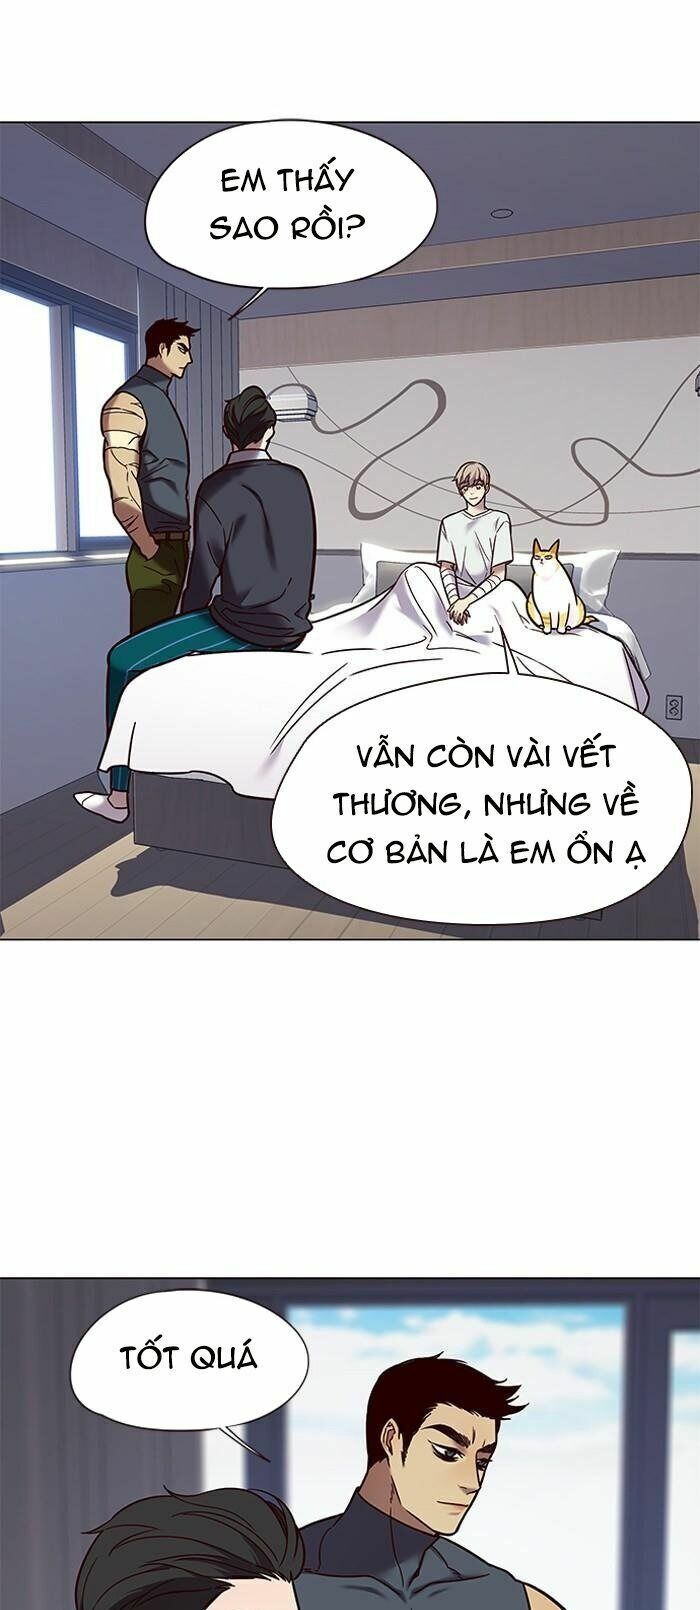 EM THẤY
SAO RỒI?
VẪN CÒN VÀI VẾT
THƯƠNG, NHƯNG VỀ
CƠ BẢN LÀ EM ỔN Ạ
TỐT QUÁ